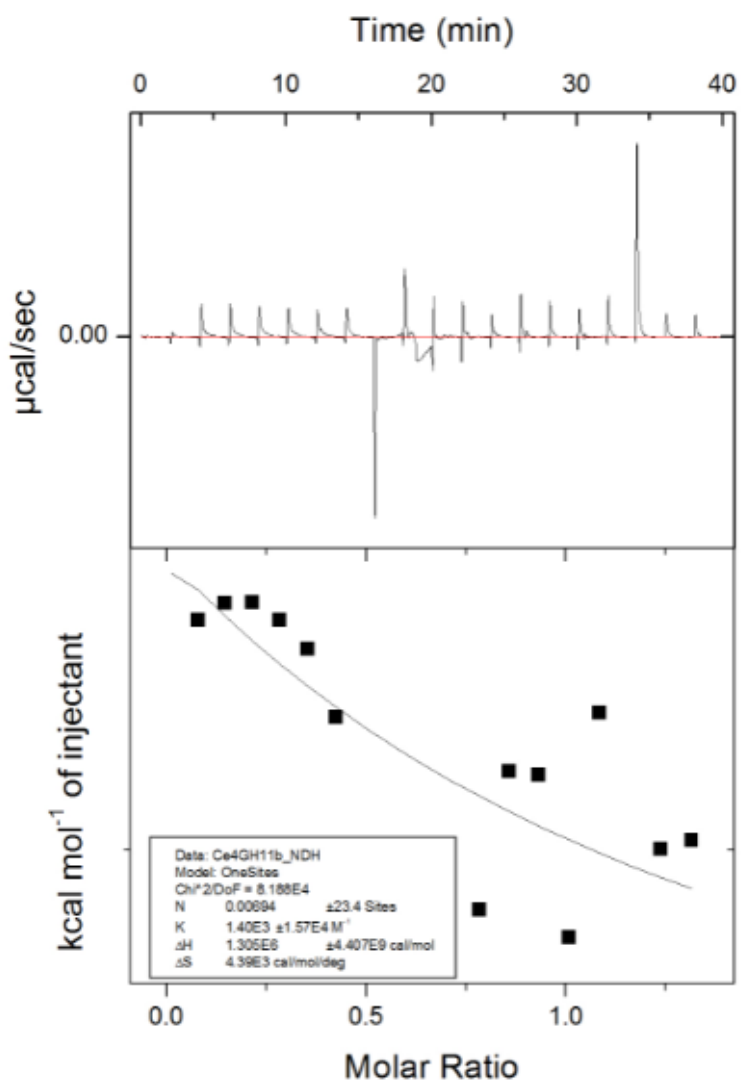 Time (min)
0 10 20 30 40
µcal/sec
0.00
kcal mol⁻¹ of injectant
Data: Ce4GH11b_NDH
Model: OneSites
Chi^2/DoF = 8.188E4
N 0.00694 ±23.4 Sites
K 1.40E3 ±1.57E4 M⁻¹
ΔH 1.305E6 ±4.407E9 cal/mol
ΔS 4.39E3 cal/mol/deg
0.0 0.5 1.0
Molar Ratio